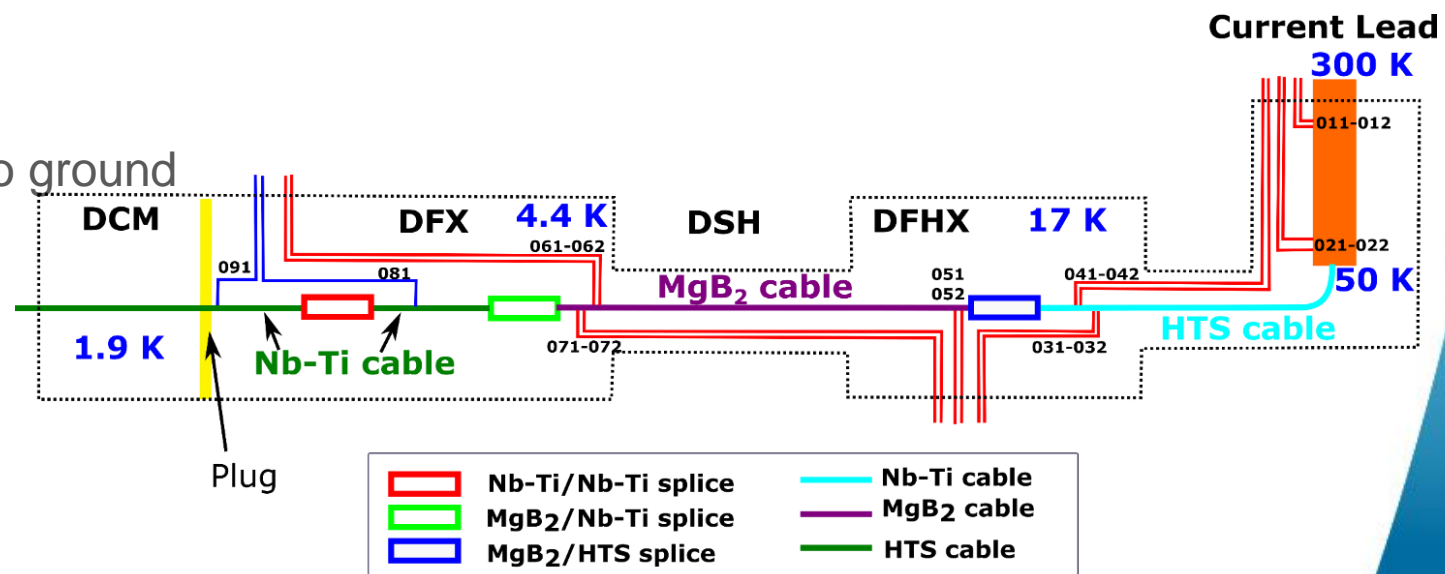 Current Lead
300 K
011-012
o ground
DCM
DFX
4.4 K
DSH
DFHX
17 K
061-062
021-022
091
081
051
052
041-042
50 K
MgB₂ cable
HTS cable
1.9 K
Nb-Ti cable
071-072
031-032
Plug
Nb-Ti/Nb-Ti splice
Nb-Ti cable
MgB₂/Nb-Ti splice
MgB₂ cable
MgB₂/HTS splice
HTS cable